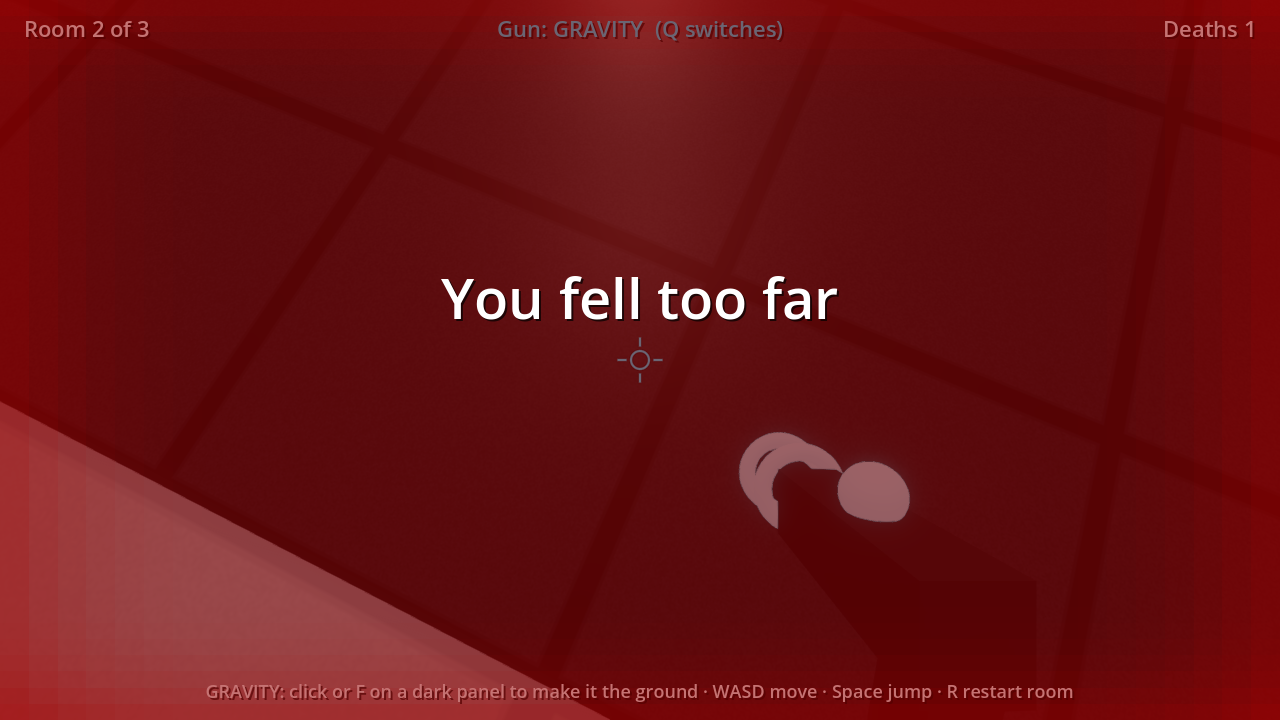 Room 2 of 3
Gun: GRAVITY (Q switches)
Deaths 1
You fell too far
GRAVITY: click or F on a dark panel to make it the ground · WASD move · Space jump · R restart room